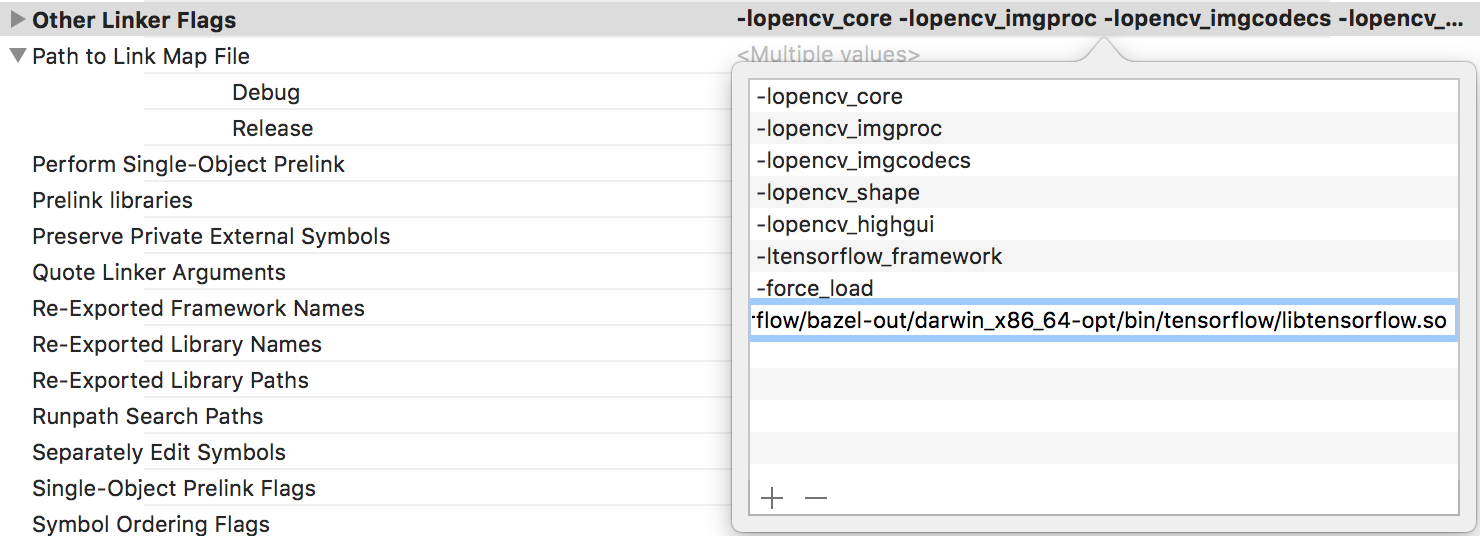 Other Linker Flags -lopencv_core -lopencv_imgproc -lopencv_imgcodecs -lopencv_...
Path to Link Map File <Multiple values>
Debug
Release
Perform Single-Object Prelink
Prelink libraries
Preserve Private External Symbols
Quote Linker Arguments
Re-Exported Framework Names
Re-Exported Library Names
Re-Exported Library Paths
Runpath Search Paths
Separately Edit Symbols
Single-Object Prelink Flags
Symbol Ordering Flags
-lopencv_core
-lopencv_imgproc
-lopencv_imgcodecs
-lopencv_shape
-lopencv_highgui
-ltensorflow_framework
-force_load
rflow/bazel-out/darwin_x86_64-opt/bin/tensorflow/libtensorflow.so